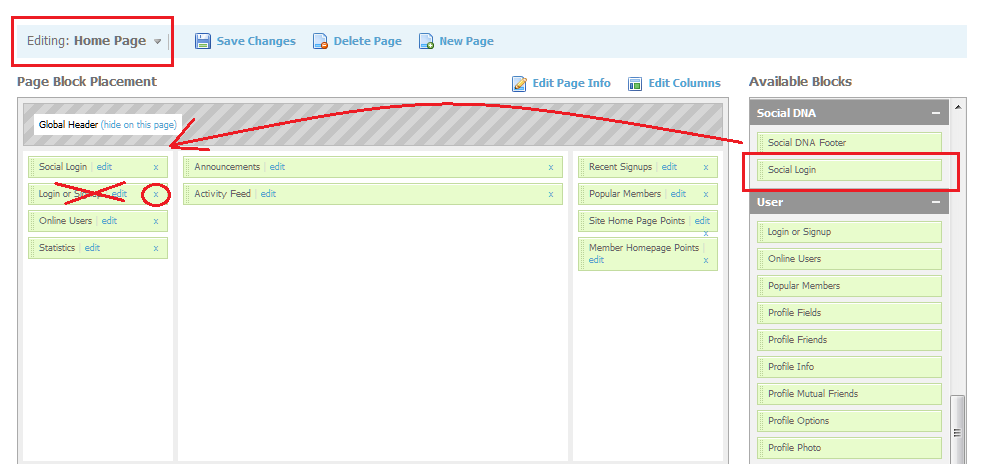 Editing: Home Page
Save Changes
Delete Page
New Page
Page Block Placement
Edit Page Info
Edit Columns
Available Blocks
Global Header (hide on this page)
Social Login | edit x
Login or Signup edit x
Online Users | edit x
Statistics | edit x
Announcements | edit x
Activity Feed | edit x
Recent Signups | edit x
Popular Members | edit x
Site Home Page Points | edit
x
Member Homepage Points |
edit x
Social DNA
Social DNA Footer
Social Login
User
Login or Signup
Online Users
Popular Members
Profile Fields
Profile Friends
Profile Info
Profile Mutual Friends
Profile Options
Profile Photo